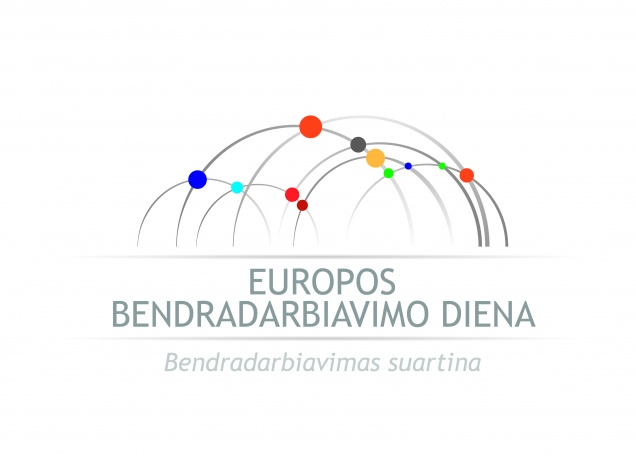 EUROPOS
BENDRADARBIAVIMO DIENA
Bendradarbiavimas suartina